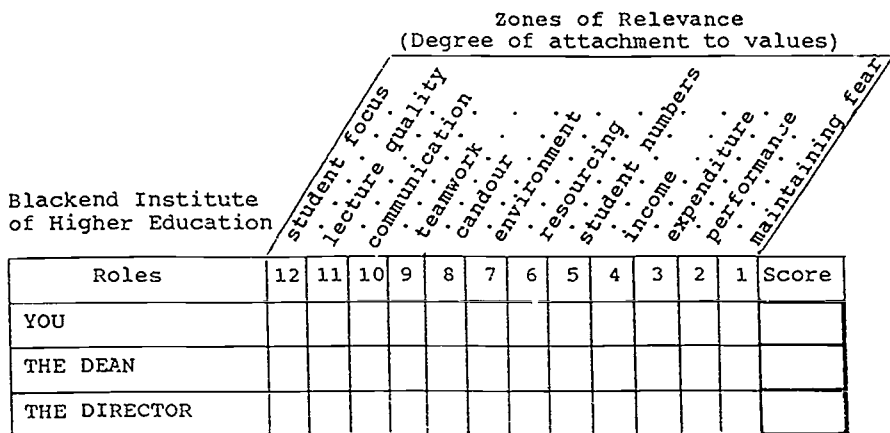 Zones of Relevance
(Degree of attachment to values)
student focus
lecture quality
communication
teamwork
candour
environment
resourcing
student numbers
income
expenditure
performance
maintaining fear
Blackend Institute
of Higher Education
Roles 12 11 10 9 8 7 6 5 4 3 2 1 Score
YOU
THE DEAN
THE DIRECTOR